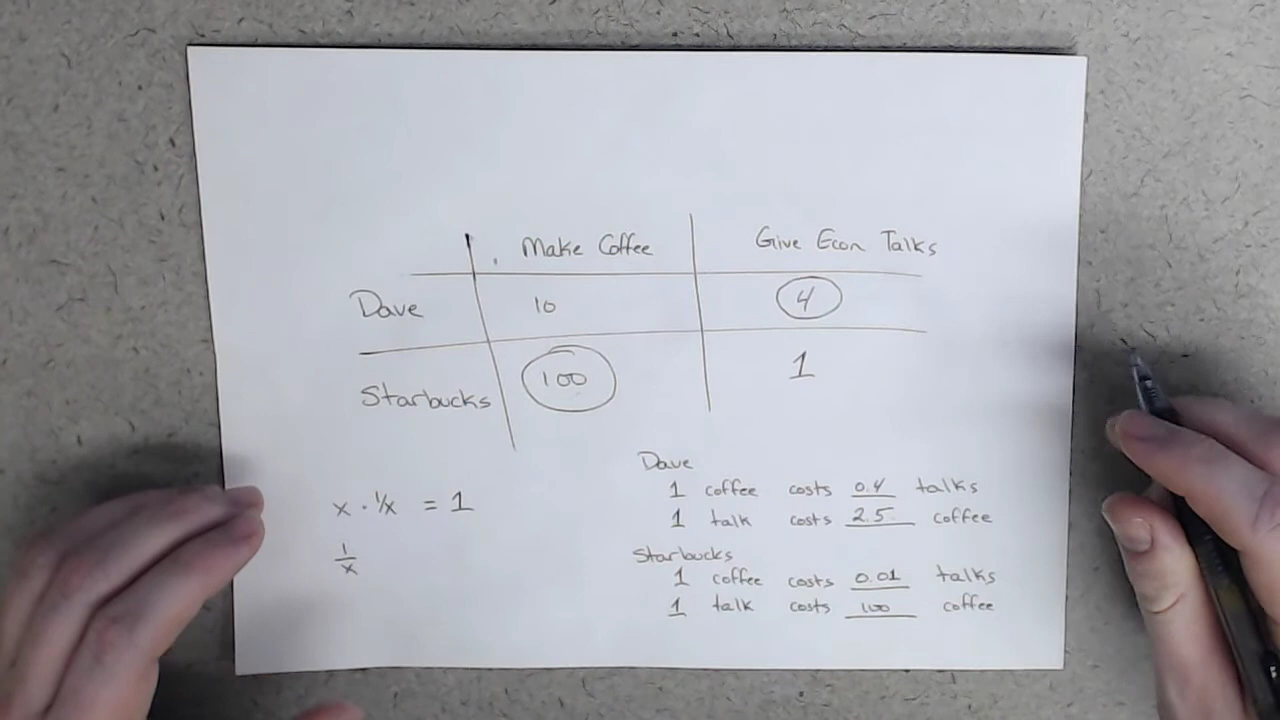 Make Coffee Give Econ Talks
Dave 10 4
Starbucks 100 1
Dave
1 coffee costs 0.4 talks
1 talk costs 2.5 coffee
Starbucks
1 coffee costs 0.01 talks
1 talk costs 100 coffee
x · 1/x = 1
1/x